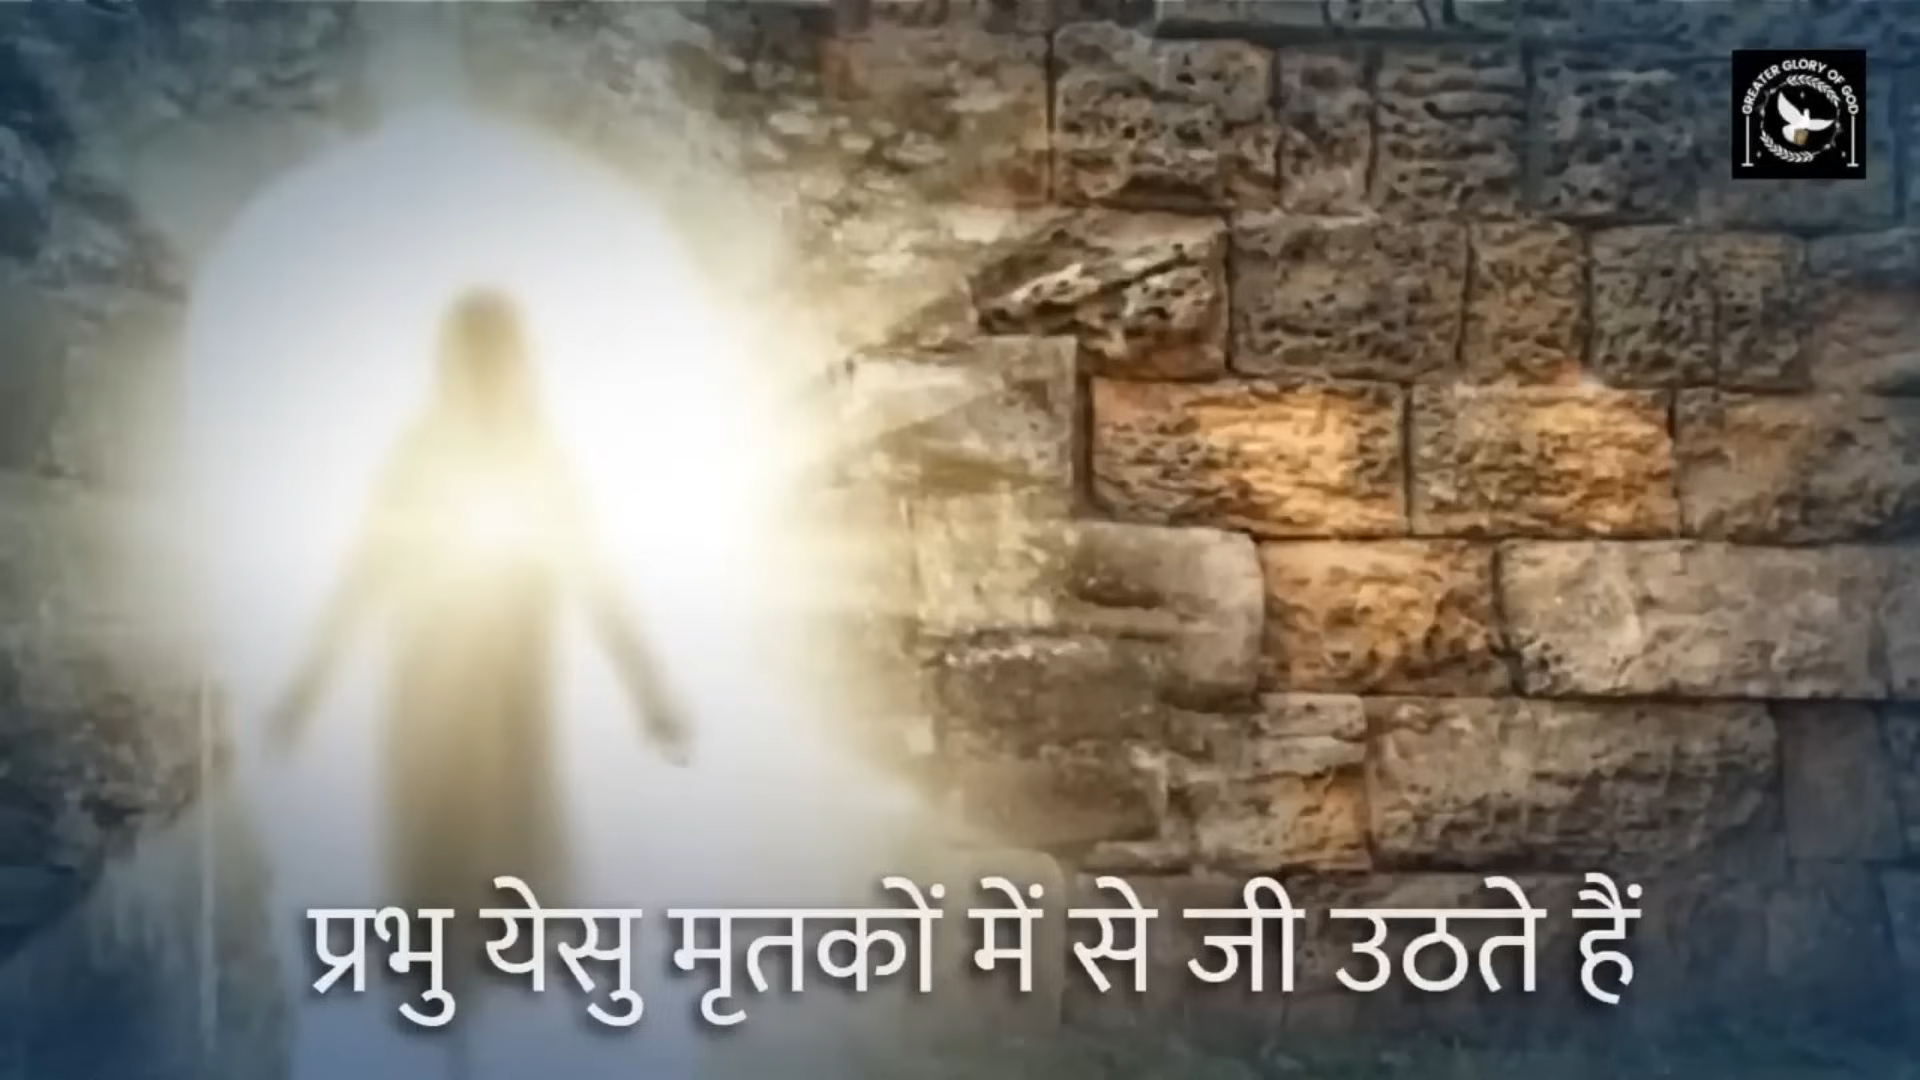 GREATER GLORY OF GOD
प्रभु येसु मृतकों में से जी उठते हैं